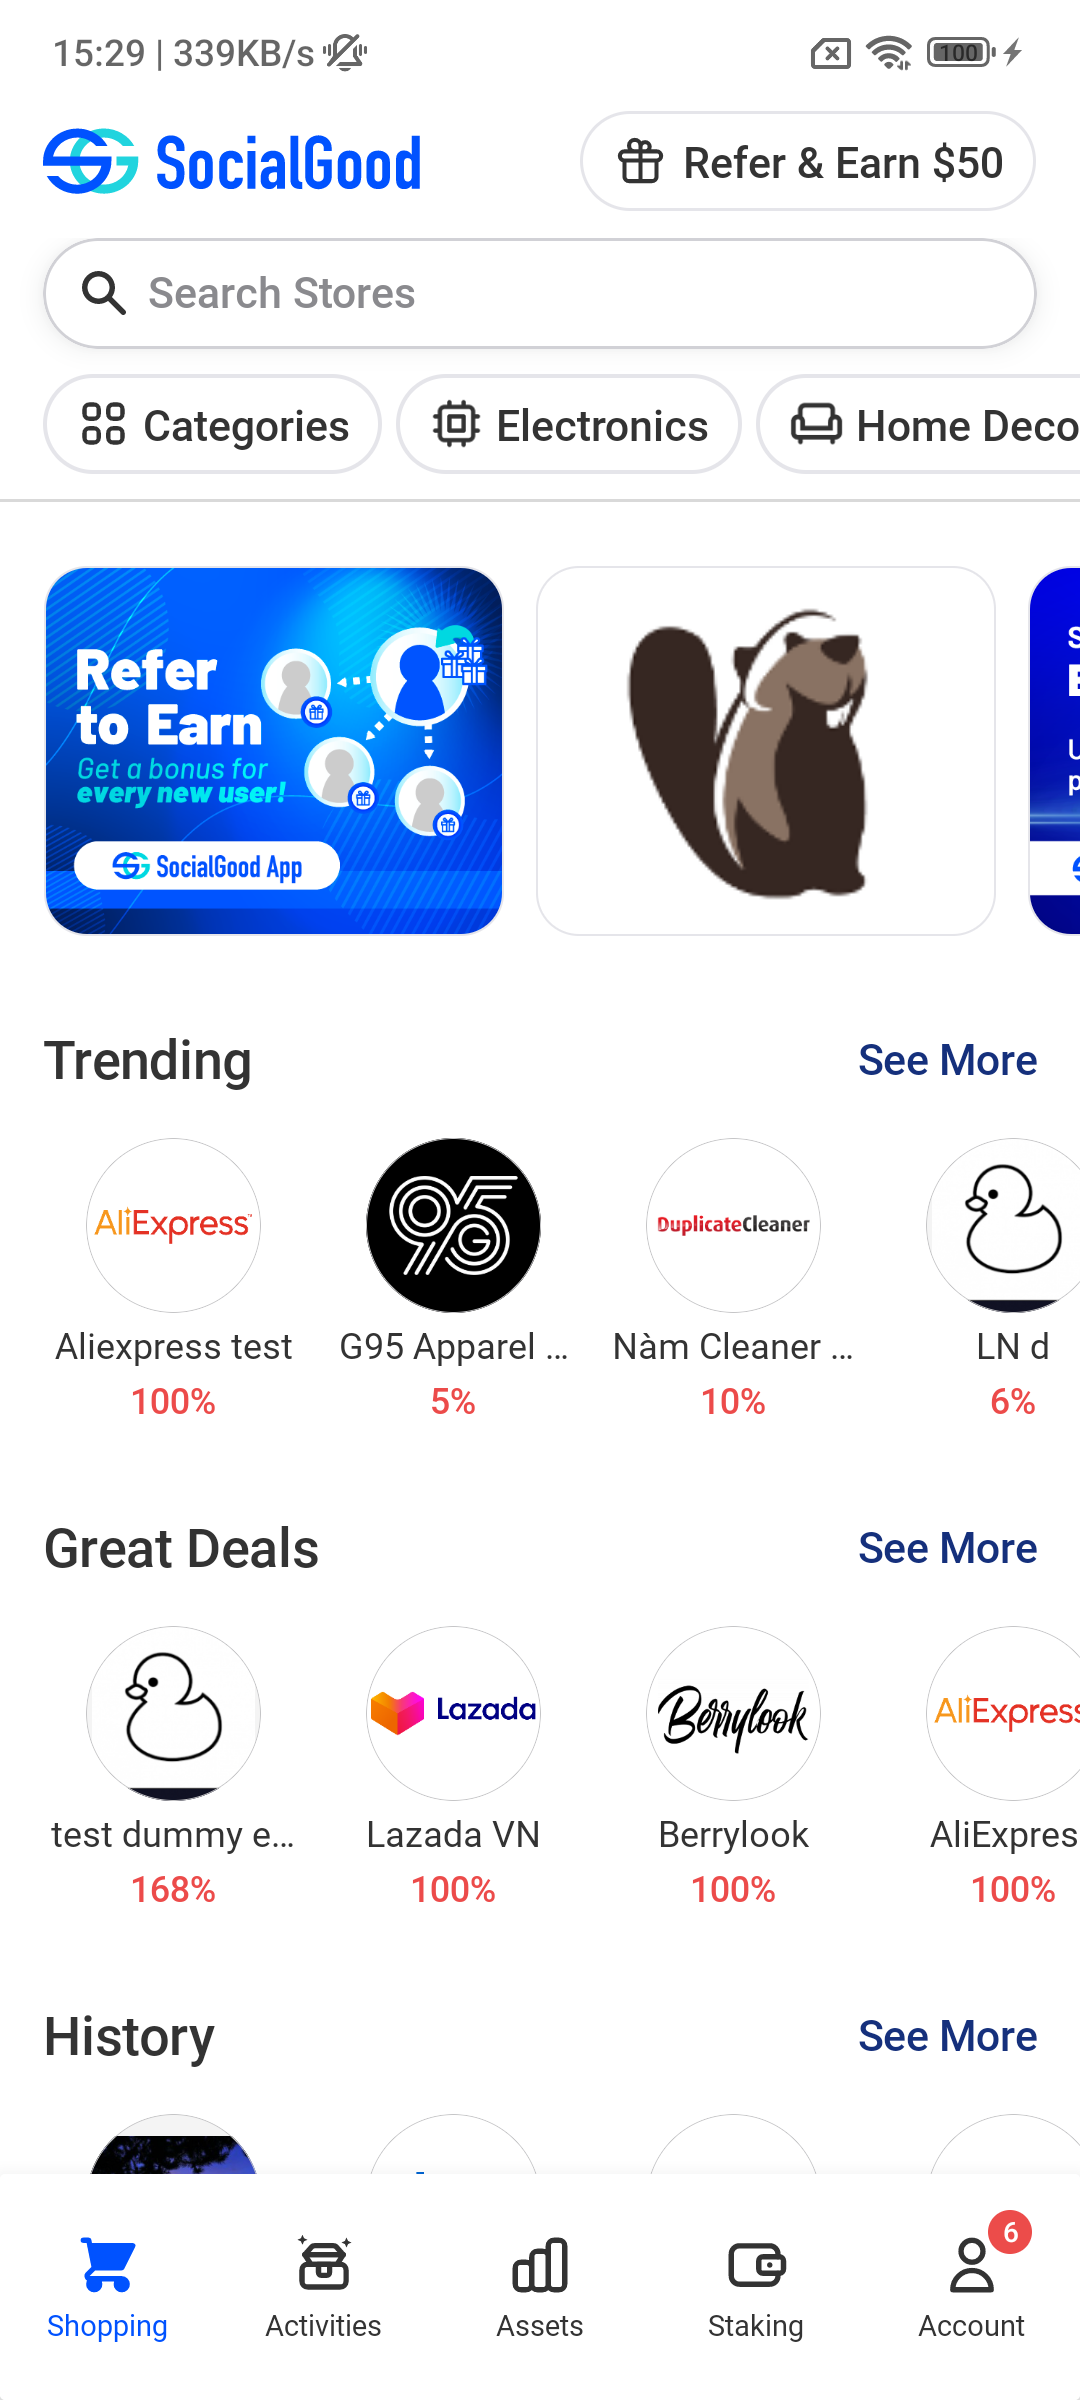 15:29 | 339KB/s
100
SocialGood
Refer & Earn $50
Search Stores
Categories
Electronics
Home Deco
Refer
to Earn
Get a bonus for
every new user!
SocialGood App
Trending
See More
AliExpress
G95
DuplicateCleaner
Aliexpress test
G95 Apparel ...
Nàm Cleaner ...
LN d
100%
5%
10%
6%
Great Deals
See More
Lazada
Berrylook
AliExpress
test dummy e...
Lazada VN
Berrylook
AliExpres
168%
100%
100%
100%
History
See More
6
Shopping
Activities
Assets
Staking
Account